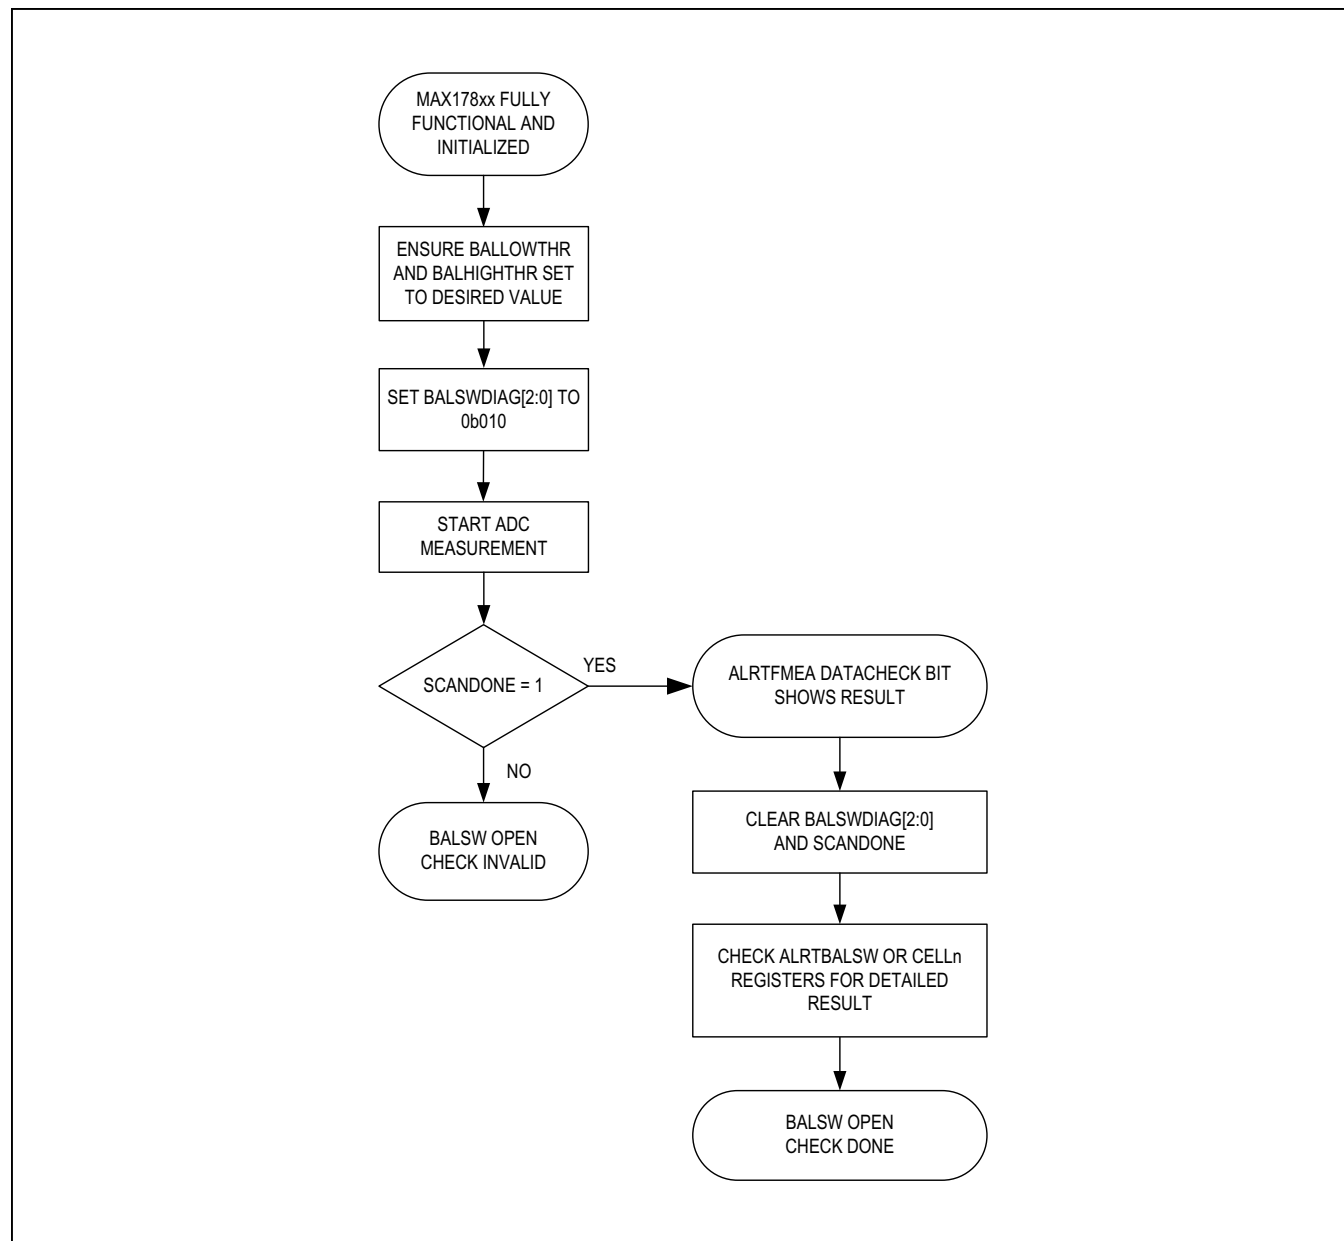 MAX178xx FULLY
FUNCTIONAL AND
INITIALIZED
ENSURE BALLOWTHR
AND BALHIGHTHR SET
TO DESIRED VALUE
SET BALSWDIAG[2:0] TO
0b010
START ADC
MEASUREMENT
SCANDONE = 1
YES
NO
BALSW OPEN
CHECK INVALID
ALRTFMEA DATACHECK BIT
SHOWS RESULT
CLEAR BALSWDIAG[2:0]
AND SCANDONE
CHECK ALRTBALSW OR CELLn
REGISTERS FOR DETAILED
RESULT
BALSW OPEN
CHECK DONE